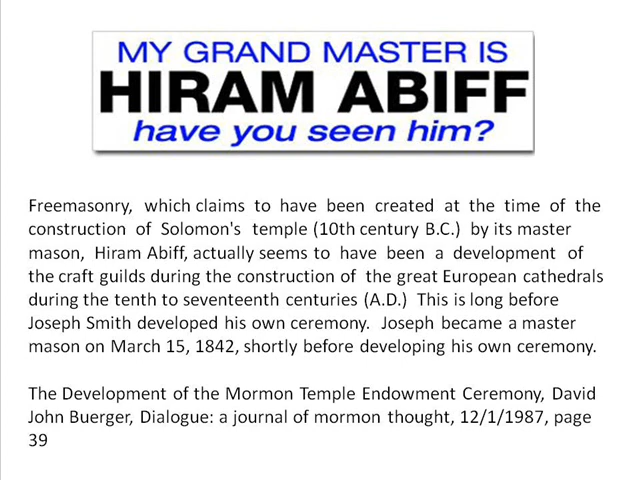 MY GRAND MASTER IS
HIRAM ABIFF
have you seen him?
Freemasonry, which claims to have been created at the time of the
construction of Solomon's temple (10th century B.C.) by its master
mason, Hiram Abiff, actually seems to have been a development of
the craft guilds during the construction of the great European cathedrals
during the tenth to seventeenth centuries (A.D.) This is long before
Joseph Smith developed his own ceremony. Joseph became a master
mason on March 15, 1842, shortly before developing his own ceremony.
The Development of the Mormon Temple Endowment Ceremony, David
John Buerger, Dialogue: a journal of mormon thought, 12/1/1987, page
39